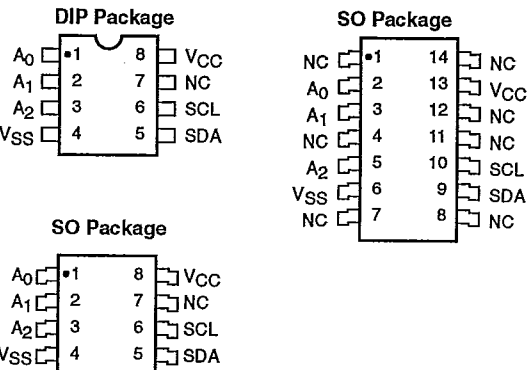 DIP Package
A0 1 8 VCC
A1 2 7 NC
A2 3 6 SCL
VSS 4 5 SDA
SO Package
NC 1 14 NC
A0 2 13 VCC
A1 3 12 NC
NC 4 11 NC
A2 5 10 SCL
VSS 6 9 SDA
NC 7 8 NC
SO Package
A0 1 8 VCC
A1 2 7 NC
A2 3 6 SCL
VSS 4 5 SDA